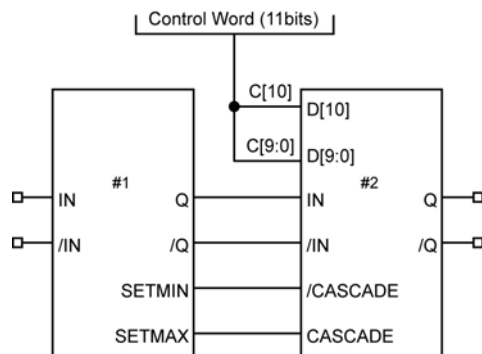 Control Word (11bits)
C[10]
D[10]
C[9:0]
D[9:0]
#1
#2
IN
Q
IN
Q
/IN
/Q
/IN
/Q
SETMIN
/CASCADE
SETMAX
CASCADE